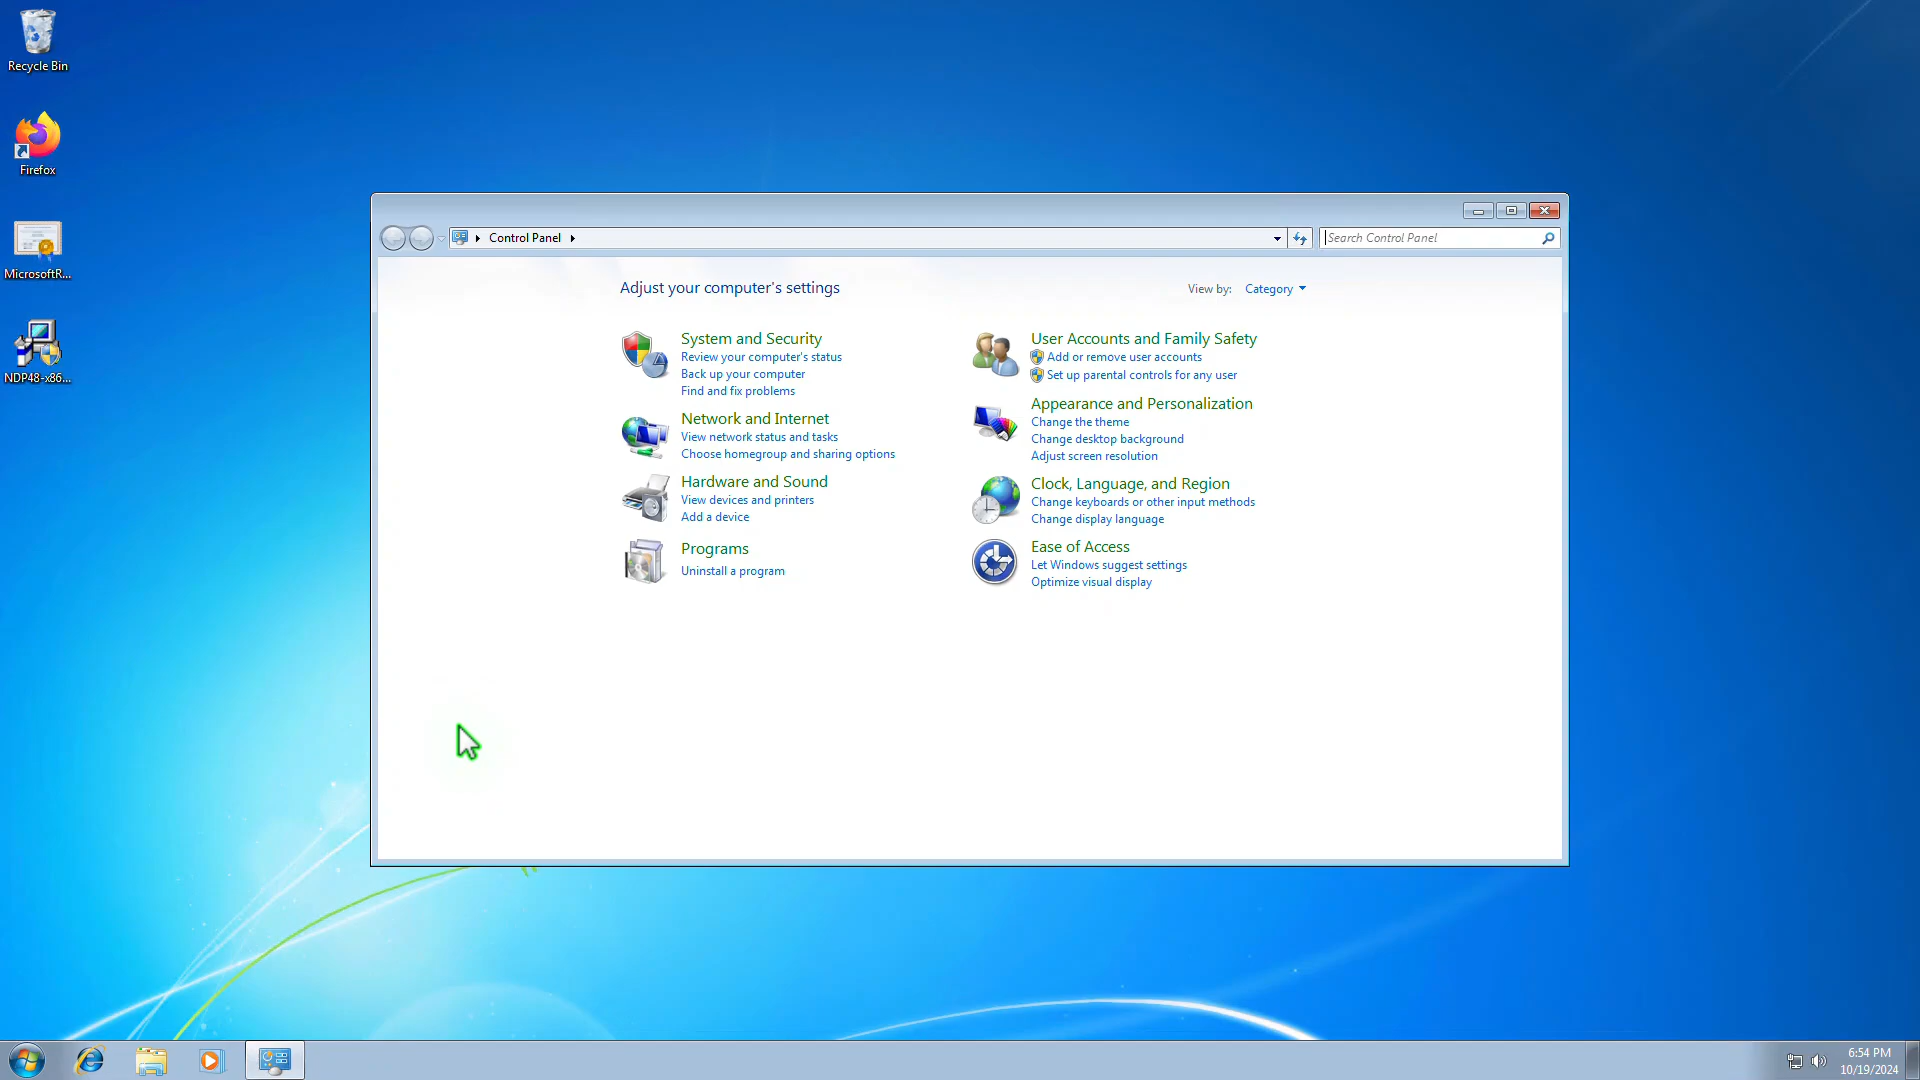 Recycle Bin
Firefox
MicrosoftR...
NDP48-x86...
Control Panel
Search Control Panel
Adjust your computer's settings
View by: Category
System and Security
Review your computer's status
Back up your computer
Find and fix problems
Network and Internet
View network status and tasks
Choose homegroup and sharing options
Hardware and Sound
View devices and printers
Add a device
Programs
Uninstall a program
User Accounts and Family Safety
Add or remove user accounts
Set up parental controls for any user
Appearance and Personalization
Change the theme
Change desktop background
Adjust screen resolution
Clock, Language, and Region
Change keyboards or other input methods
Change display language
Ease of Access
Let Windows suggest settings
Optimize visual display
6:54 PM
10/19/2024